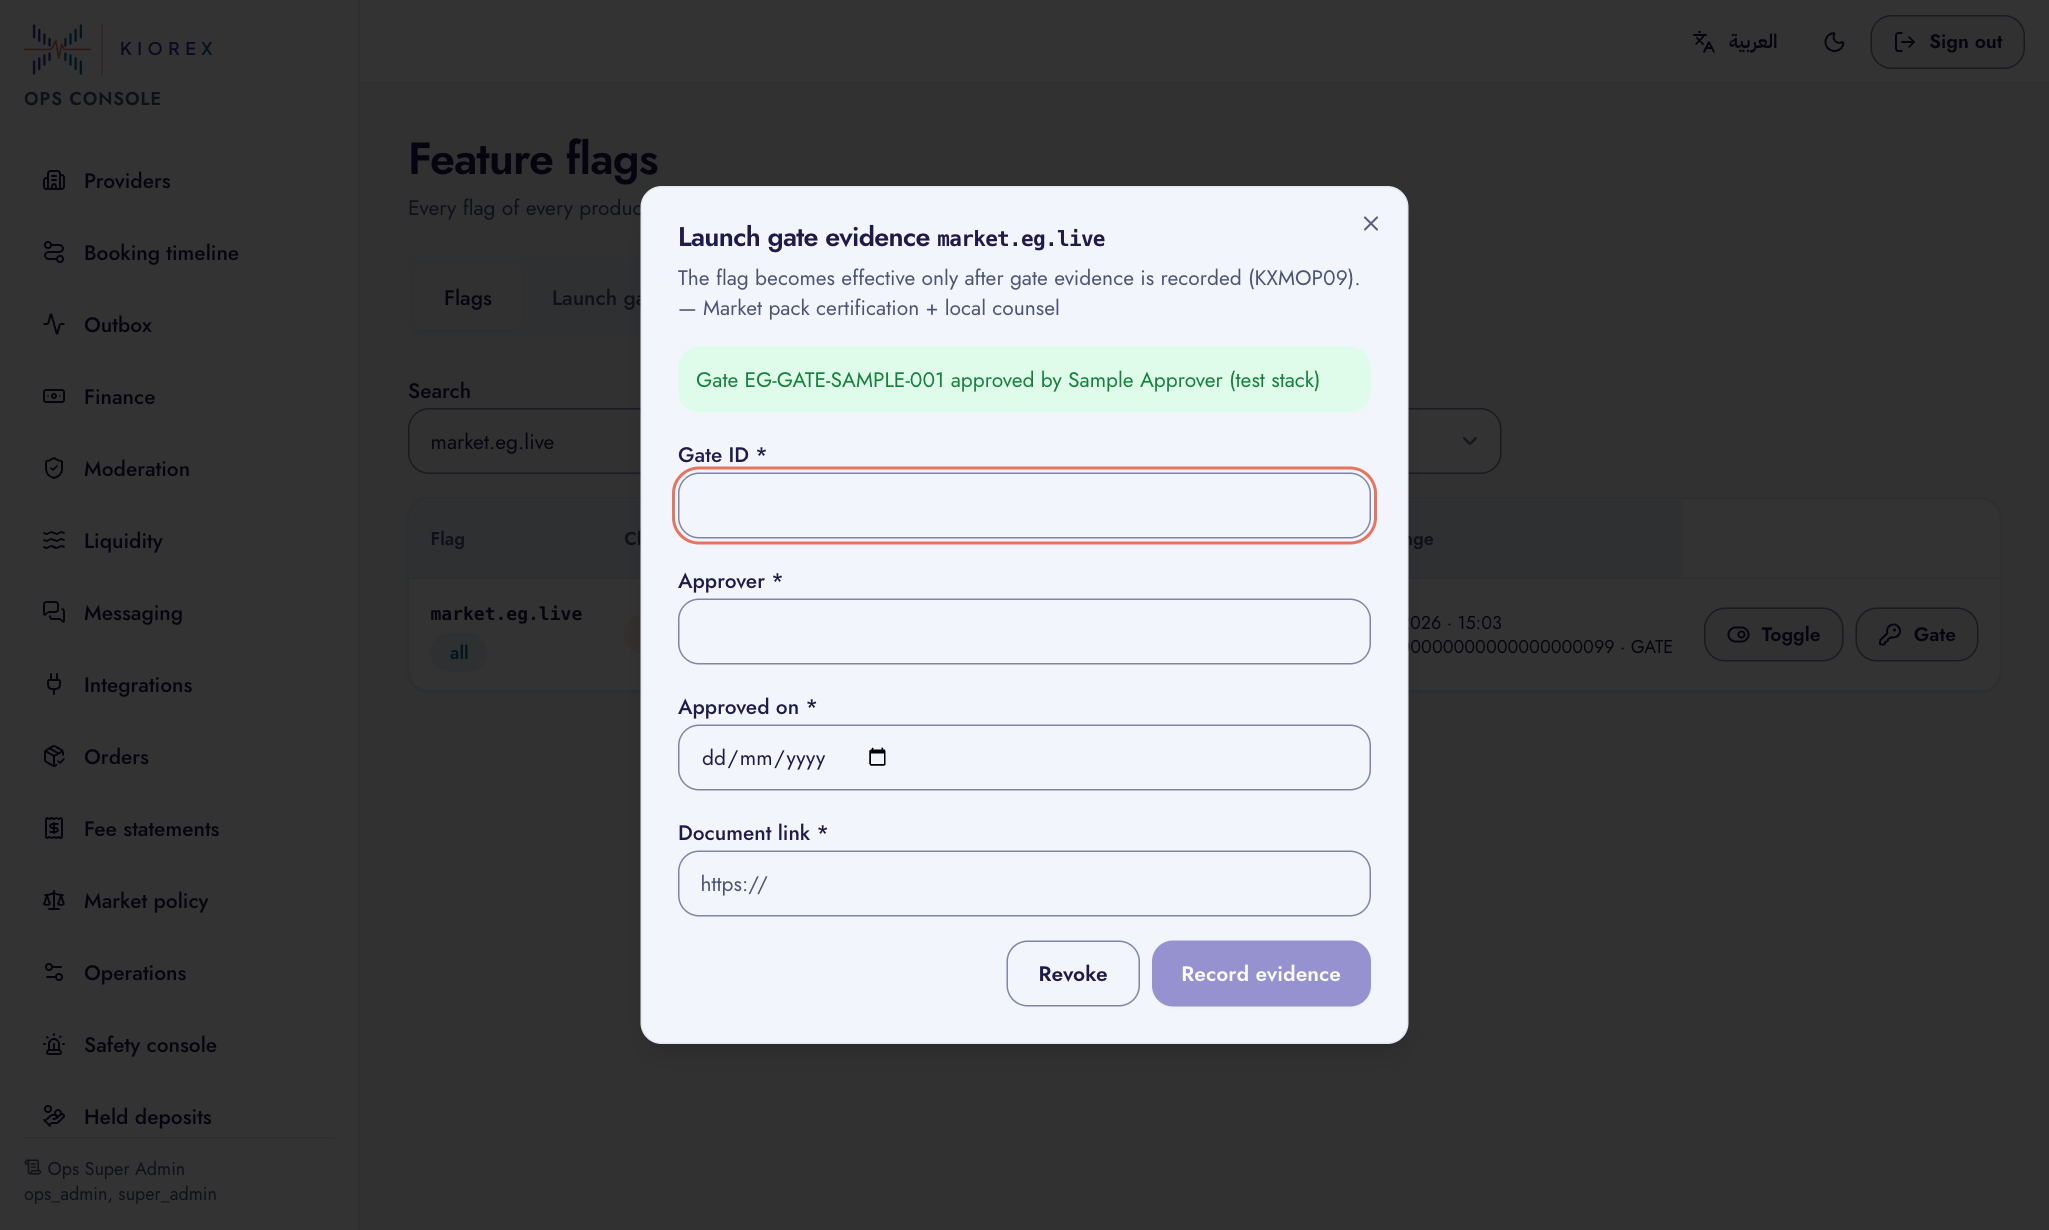 KIOREX
OPS CONSOLE
Providers
Booking timeline
Outbox
Finance
Moderation
Liquidity
Messaging
Integrations
Orders
Fee statements
Market policy
Operations
Safety console
Held deposits
Ops Super Admin
ops_admin, super_admin
العربية
Sign out
Feature flags
Every flag of every
Flags
Launch
Search
market.eg.live
Flag
market.eg.live
all
026 · 15:03
00000000000000000099 · GATE
Toggle
Gate
Launch gate evidence market.eg.live
The flag becomes effective only after gate evidence is recorded (KXMOP09).
— Market pack certification + local counsel
Gate EG-GATE-SAMPLE-001 approved by Sample Approver (test stack)
Gate ID *
Approver *
Approved on *
dd/mm/yyyy
Document link *
https://
Revoke
Record evidence